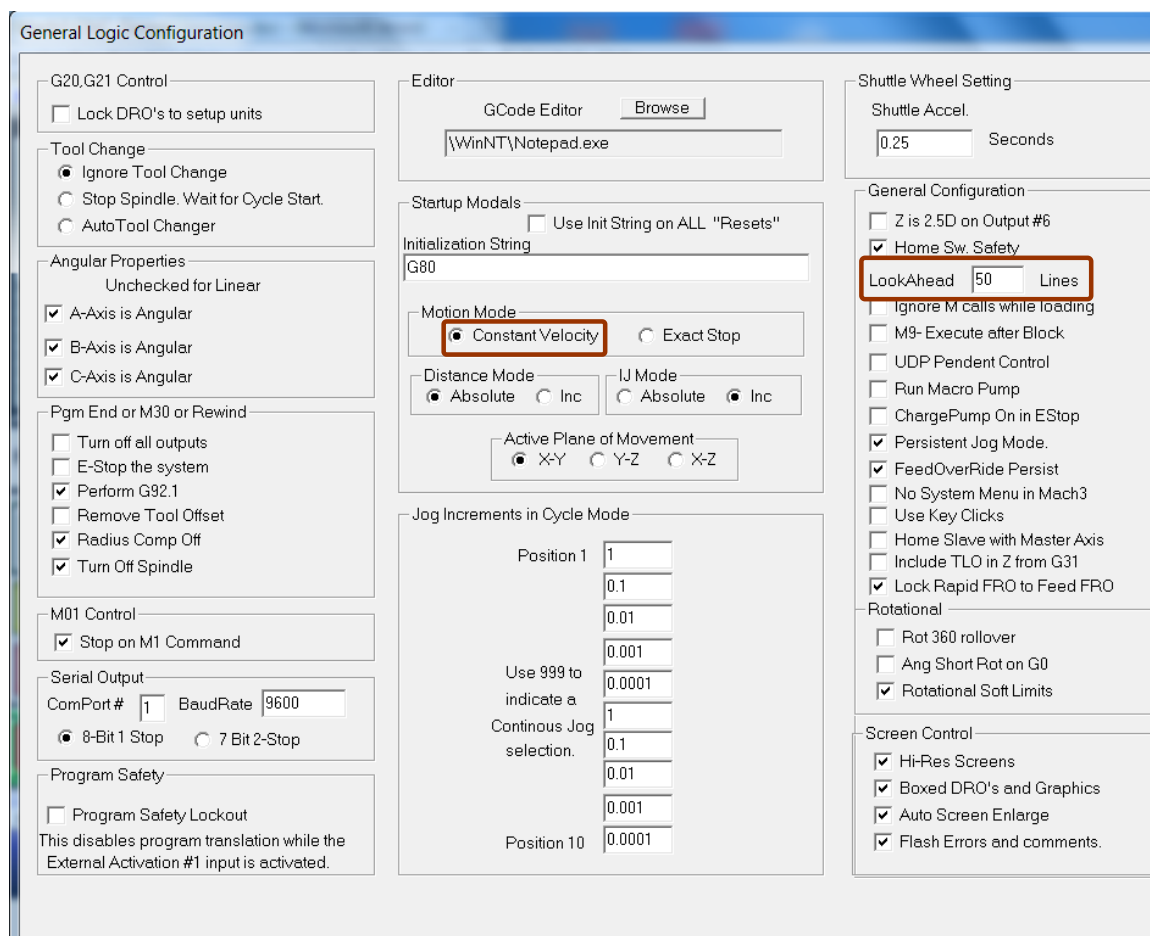 General Logic Configuration
G20,G21 Control
Lock DRO's to setup units
Tool Change
Ignore Tool Change
Stop Spindle. Wait for Cycle Start.
AutoTool Changer
Angular Properties
Unchecked for Linear
A-Axis is Angular
B-Axis is Angular
C-Axis is Angular
Pgm End or M30 or Rewind
Turn off all outputs
E-Stop the system
Perform G92.1
Remove Tool Offset
Radius Comp Off
Turn Off Spindle
M01 Control
Stop on M1 Command
Serial Output
ComPort # 1 BaudRate 9600
8-Bit 1 Stop 7 Bit 2-Stop
Program Safety
Program Safety Lockout
This disables program translation while the
External Activation #1 input is activated.
Editor
GCode Editor Browse
\WinNT\Notepad.exe
Startup Modals
Use Init String on ALL "Resets"
Initialization String
G80
Motion Mode
Constant Velocity Exact Stop
Distance Mode IJ Mode
Absolute Inc Absolute Inc
Active Plane of Movement
X-Y Y-Z X-Z
Jog Increments in Cycle Mode
Position 1 1
0.1
0.01
0.001
Use 999 to
0.0001
indicate a
1
Continous Jog
0.1
selection.
0.01
0.001
Position 10 0.0001
Shuttle Wheel Setting
Shuttle Accel.
0.25 Seconds
General Configuration
Z is 2.5D on Output #6
Home Sw. Safety
LookAhead 50 Lines
Ignore M calls while loading
M9- Execute after Block
UDP Pendent Control
Run Macro Pump
ChargePump On in EStop
Persistent Jog Mode.
FeedOverRide Persist
No System Menu in Mach3
Use Key Clicks
Home Slave with Master Axis
Include TLO in Z from G31
Lock Rapid FRO to Feed FRO
Rotational
Rot 360 rollover
Ang Short Rot on G0
Rotational Soft Limits
Screen Control
Hi-Res Screens
Boxed DRO's and Graphics
Auto Screen Enlarge
Flash Errors and comments.